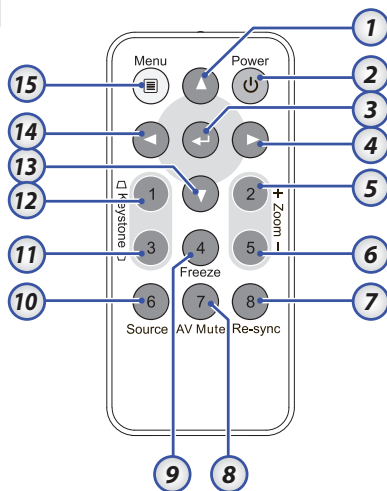 Menu Power
1
2
15
3
14
4
13
1 2
5
12
Keystone
+ Zoom –
3 4 5
11
6
Freeze
6 7 8
10
7
Source AV Mute Re-sync
9 8